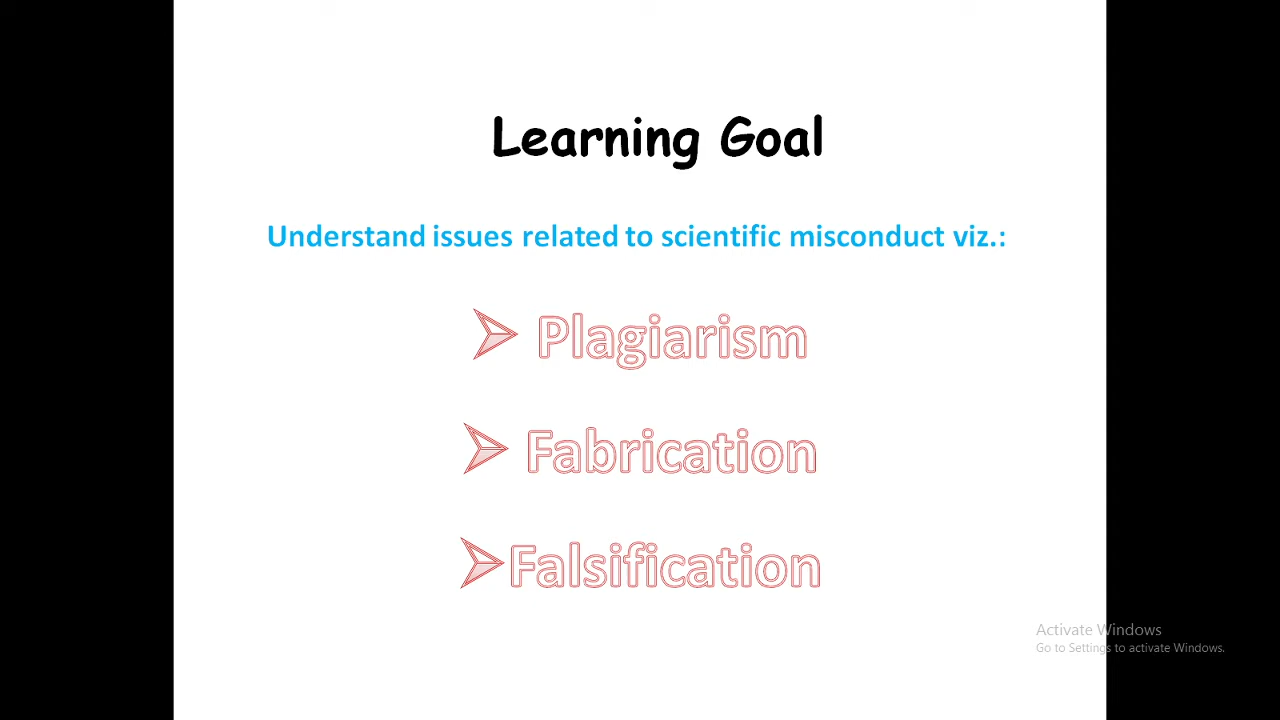 Learning Goal
Understand issues related to scientific misconduct viz.:
➢ Plagiarism
➢ Fabrication
➢Falsification
Activate Windows
Go to Settings to activate Windows.